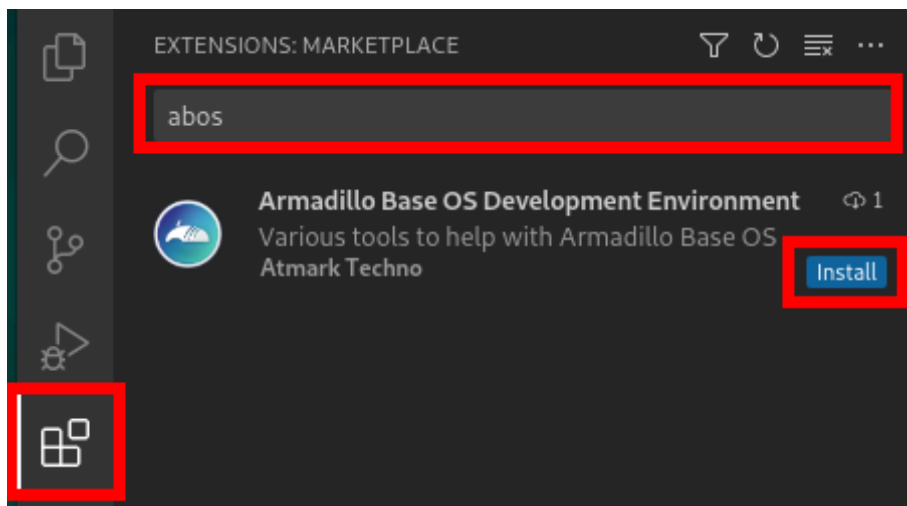 EXTENSIONS: MARKETPLACE
abos
Armadillo Base OS Development Environment 1
Various tools to help with Armadillo Base OS
Atmark Techno
Install